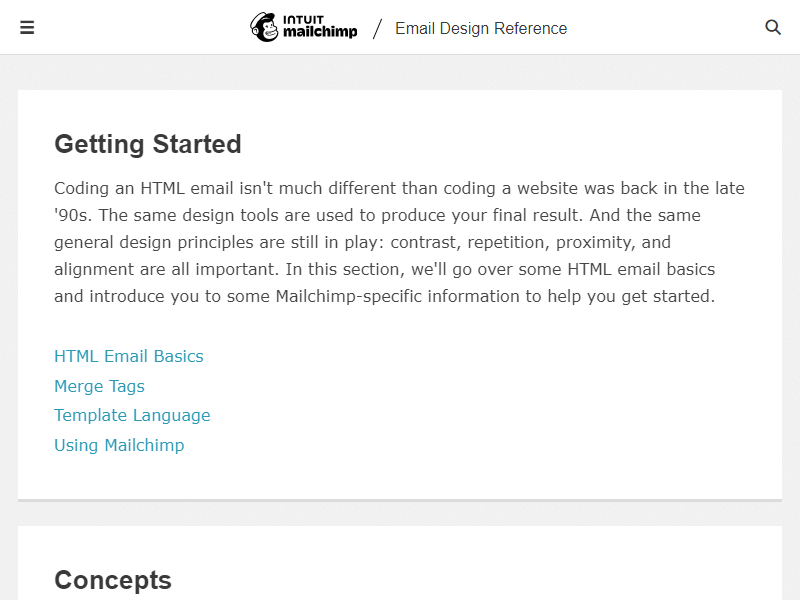 INTUIT
mailchimp / Email Design Reference
Getting Started
Coding an HTML email isn't much different than coding a website was back in the late
'90s. The same design tools are used to produce your final result. And the same
general design principles are still in play: contrast, repetition, proximity, and
alignment are all important. In this section, we'll go over some HTML email basics
and introduce you to some Mailchimp-specific information to help you get started.
HTML Email Basics
Merge Tags
Template Language
Using Mailchimp
Concepts